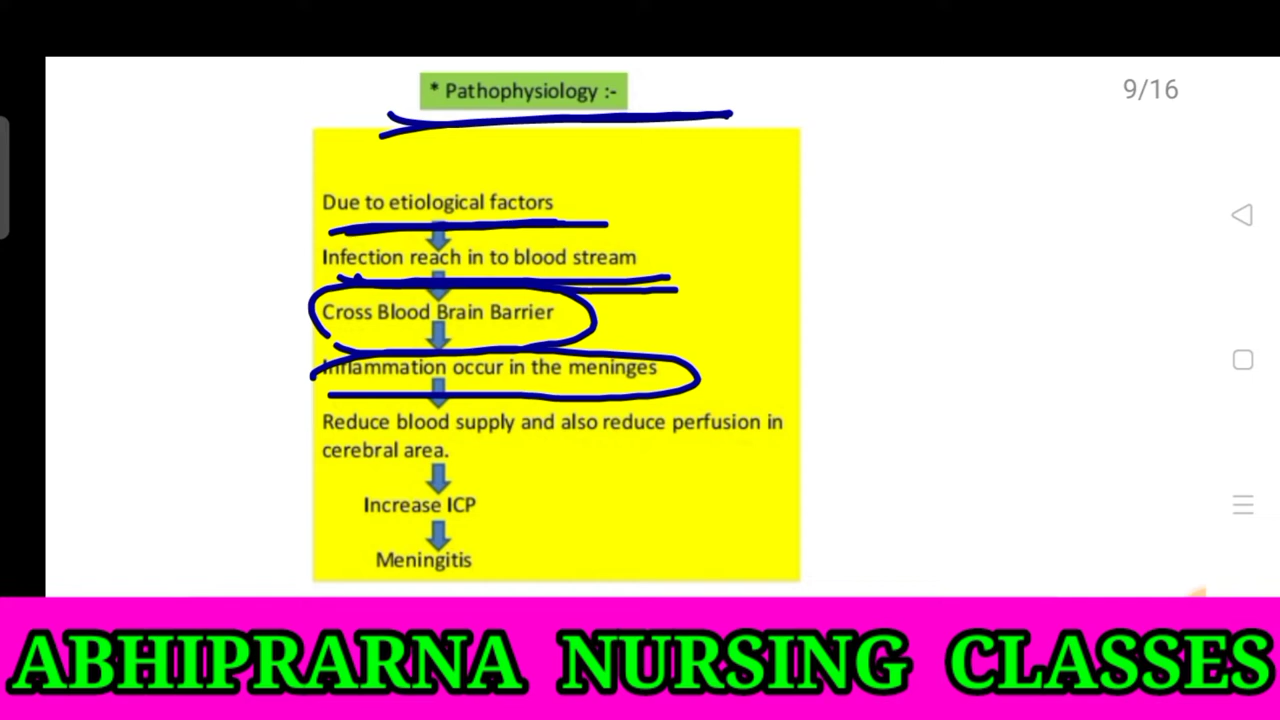 * Pathophysiology :-
9/16
Due to etiological factors
Infection reach in to blood stream
Cross Blood Brain Barrier
Inflammation occur in the meninges
Reduce blood supply and also reduce perfusion in
cerebral area.
Increase ICP
Meningitis
ABHIPRARNA NURSING CLASSES